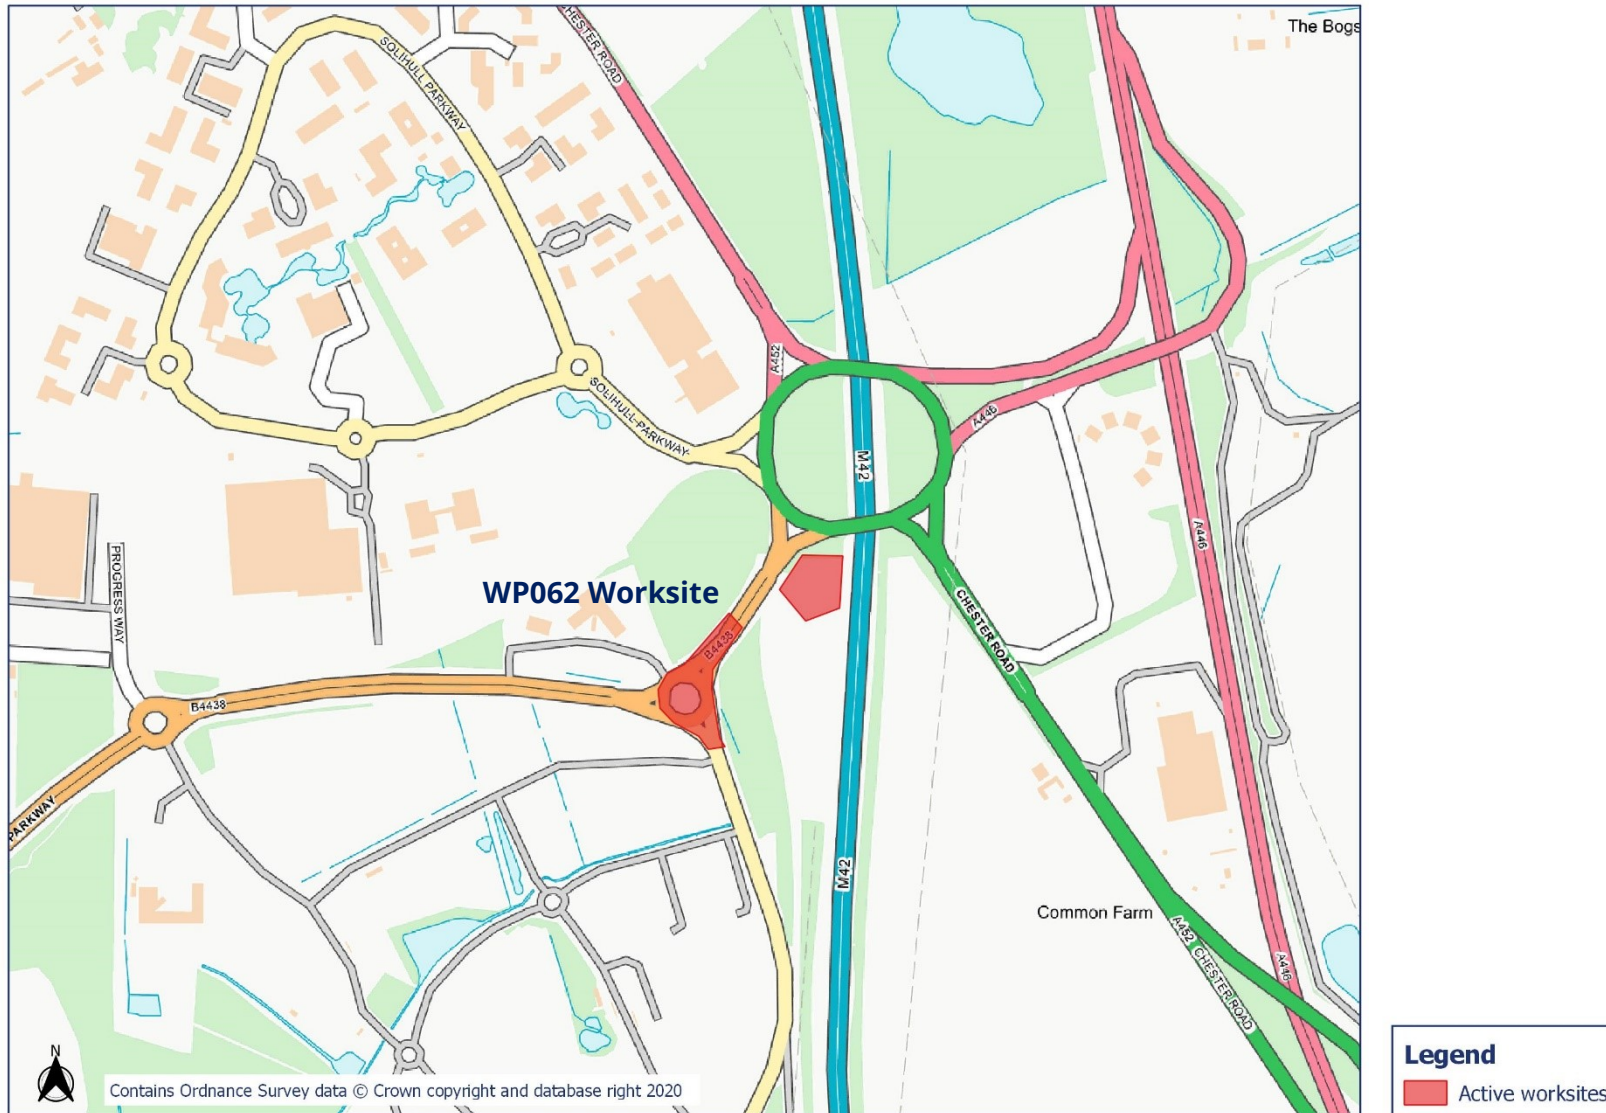 The Bogs
CHESTER ROAD
SOLIHULL PARKWAY
A452
SOLIHULL PARKWAY
A446
M42
A446
PROGRESS WAY
WP062 Worksite
CHESTER ROAD
B4438
B4438
PARKWAY
M42
Common Farm
A452 CHESTER ROAD
A446
N
Contains Ordnance Survey data © Crown copyright and database right 2020
Legend
Active worksites